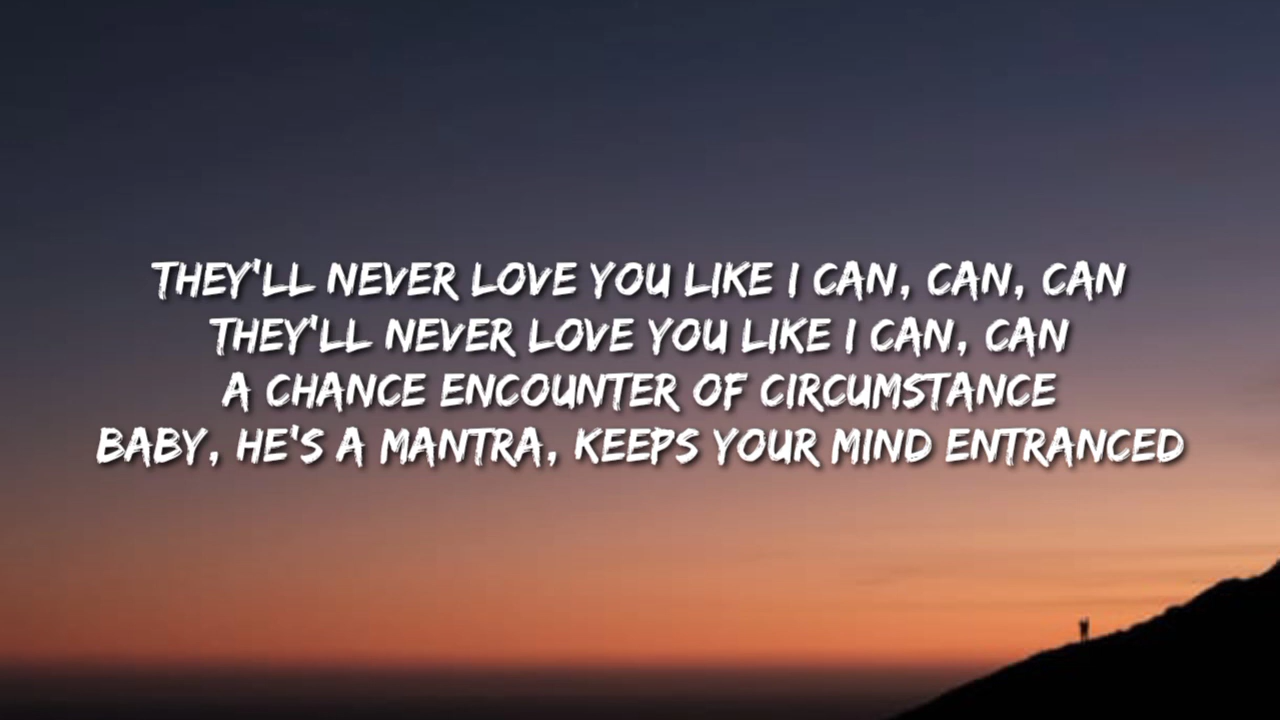 THEY'LL NEVER LOVE YOU LIKE I CAN, CAN, CAN
THEY'LL NEVER LOVE YOU LIKE I CAN, CAN
A CHANCE ENCOUNTER OF CIRCUMSTANCE
BABY, HE'S A MANTRA, KEEPS YOUR MIND ENTRANCED